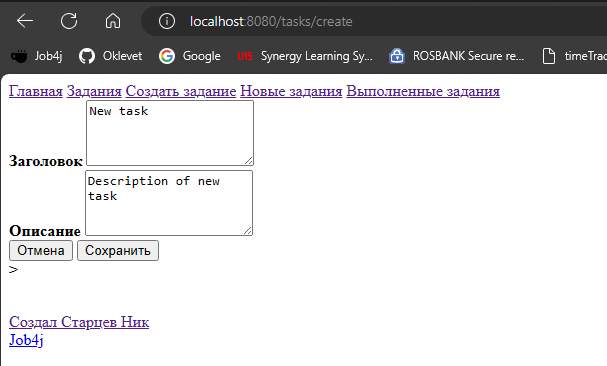 localhost:8080/tasks/create
Job4j Oklevet Google LMS Synergy Learning Sy... ROSBANK Secure re... timeTrac
Главная Задания Создать задание Новые задания Выполненные задания
New task
Заголовок
Description of new
task
Описание
Отмена Сохранить
>
Создал Старцев Ник
Job4j